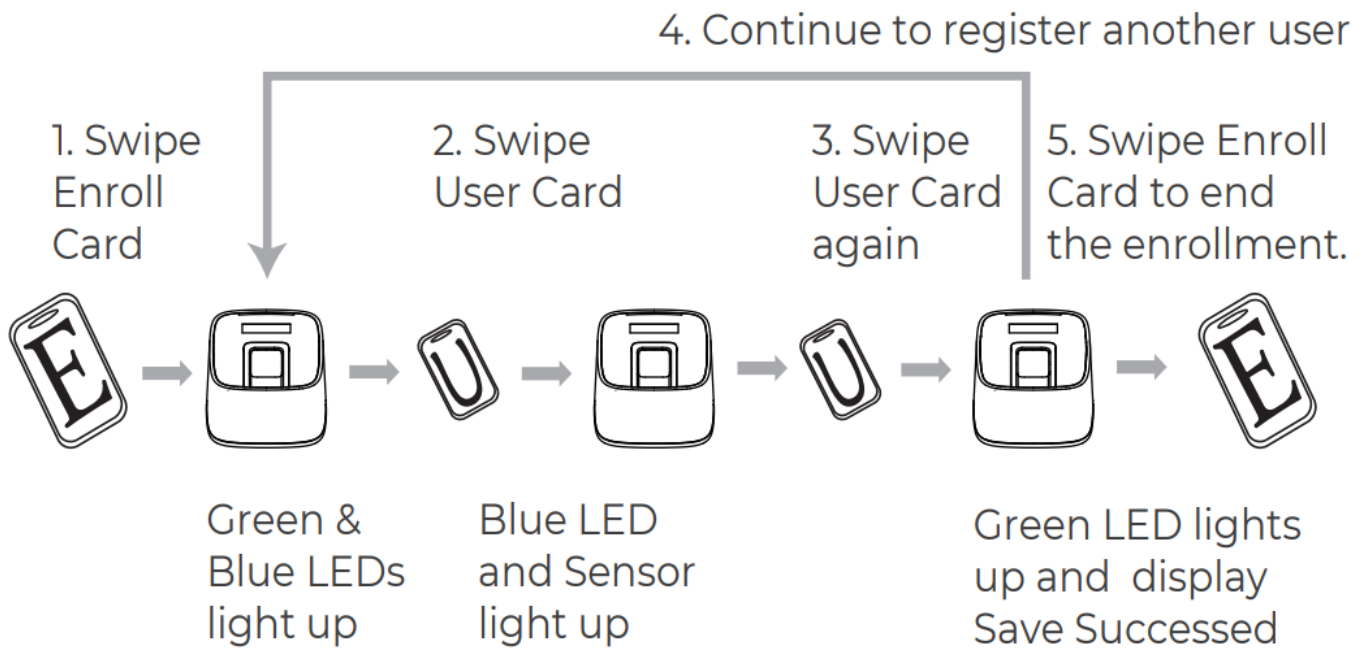 4. Continue to register another user
1. Swipe
Enroll
Card
2. Swipe
User Card
3. Swipe
User Card
again
5. Swipe Enroll
Card to end
the enrollment.
E
U
U
E
Green &
Blue LEDs
light up
Blue LED
and Sensor
light up
Green LED lights
up and display
Save Successed